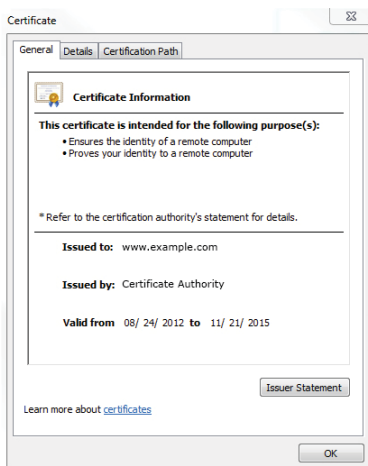 Certificate
General Details Certification Path
Certificate Information
This certificate is intended for the following purpose(s):
• Ensures the identity of a remote computer
• Proves your identity to a remote computer
* Refer to the certification authority's statement for details.
Issued to: www.example.com
Issued by: Certificate Authority
Valid from 08/ 24/ 2012 to 11/ 21/ 2015
Issuer Statement
Learn more about certificates
OK